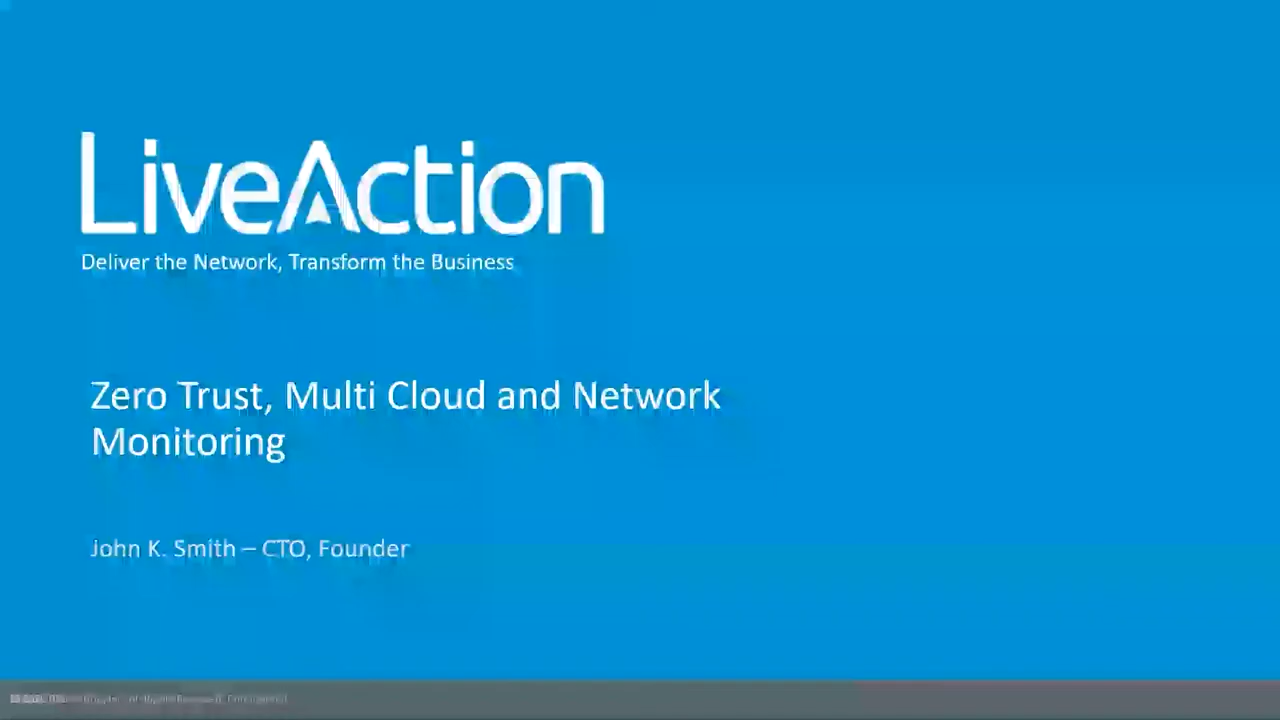 LiveAction
Deliver the Network, Transform the Business
Zero Trust, Multi Cloud and Network
Monitoring
John K. Smith – CTO, Founder